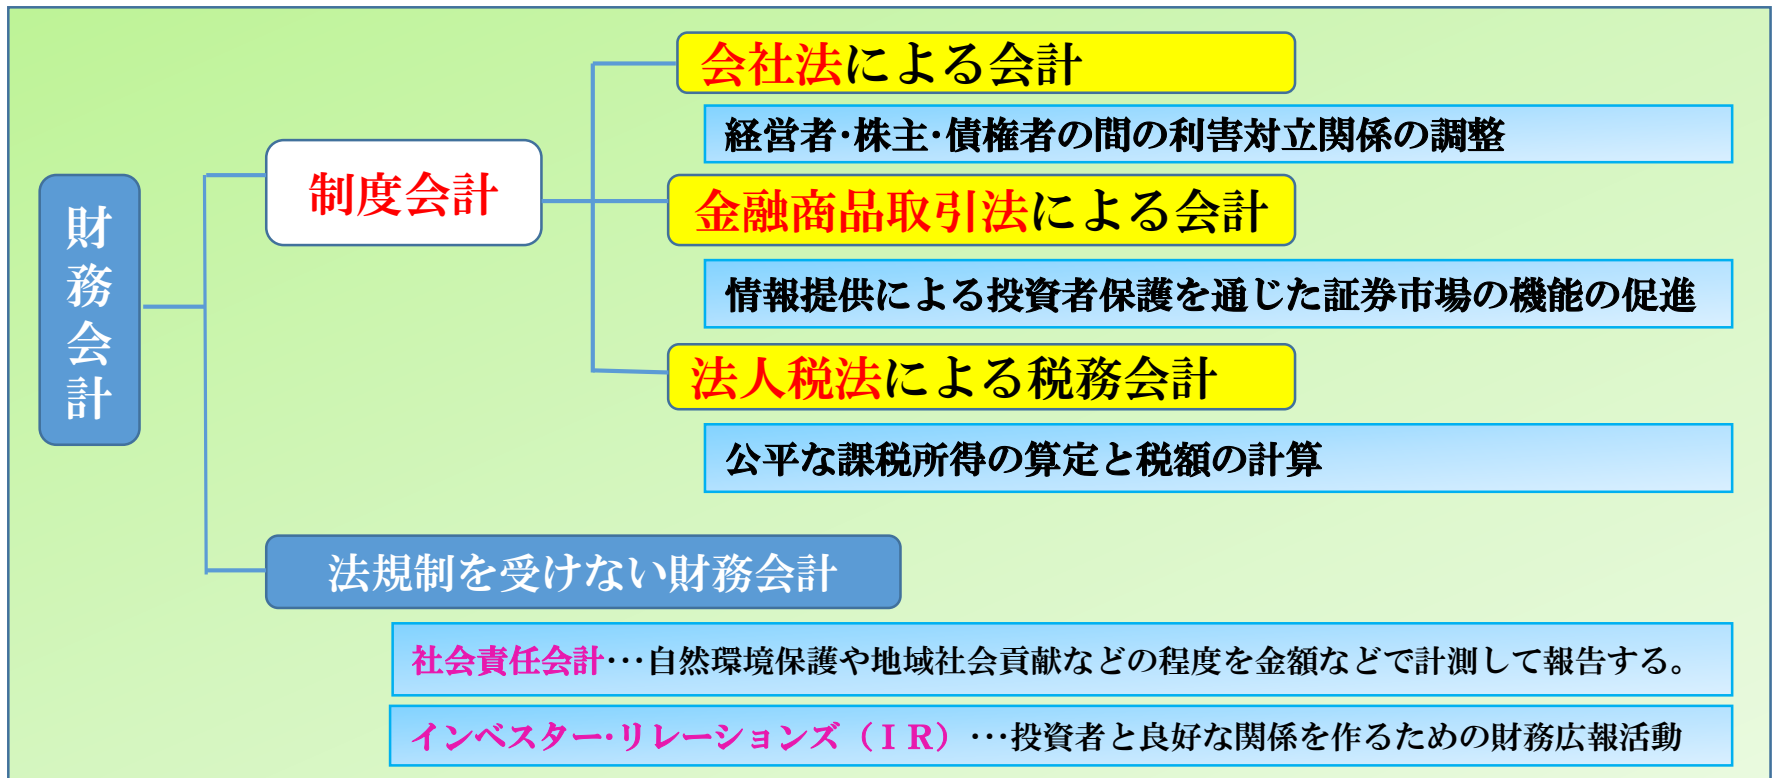 財務会計
制度会計
会社法による会計
経営者･株主･債権者の間の利害対立関係の調整
金融商品取引法による会計
情報提供による投資者保護を通じた証券市場の機能の促進
法人税法による税務会計
公平な課税所得の算定と税額の計算
法規制を受けない財務会計
社会責任会計･･･自然環境保護や地域社会貢献などの程度を金額などで計測して報告する。
インベスター･リレーションズ（ＩＲ）･･･投資者と良好な関係を作るための財務広報活動